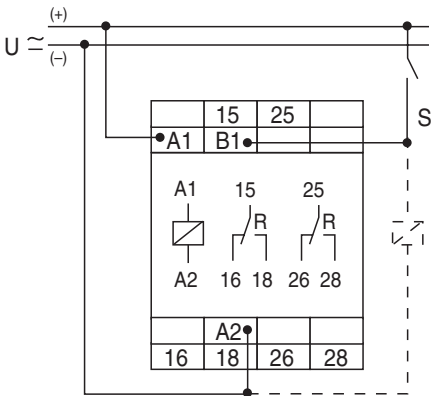 (+)
U ≃ (–)
S
15 25
A1 B1
A1 15 25
R R
A2 16 18 26 28
A2
16 18 26 28